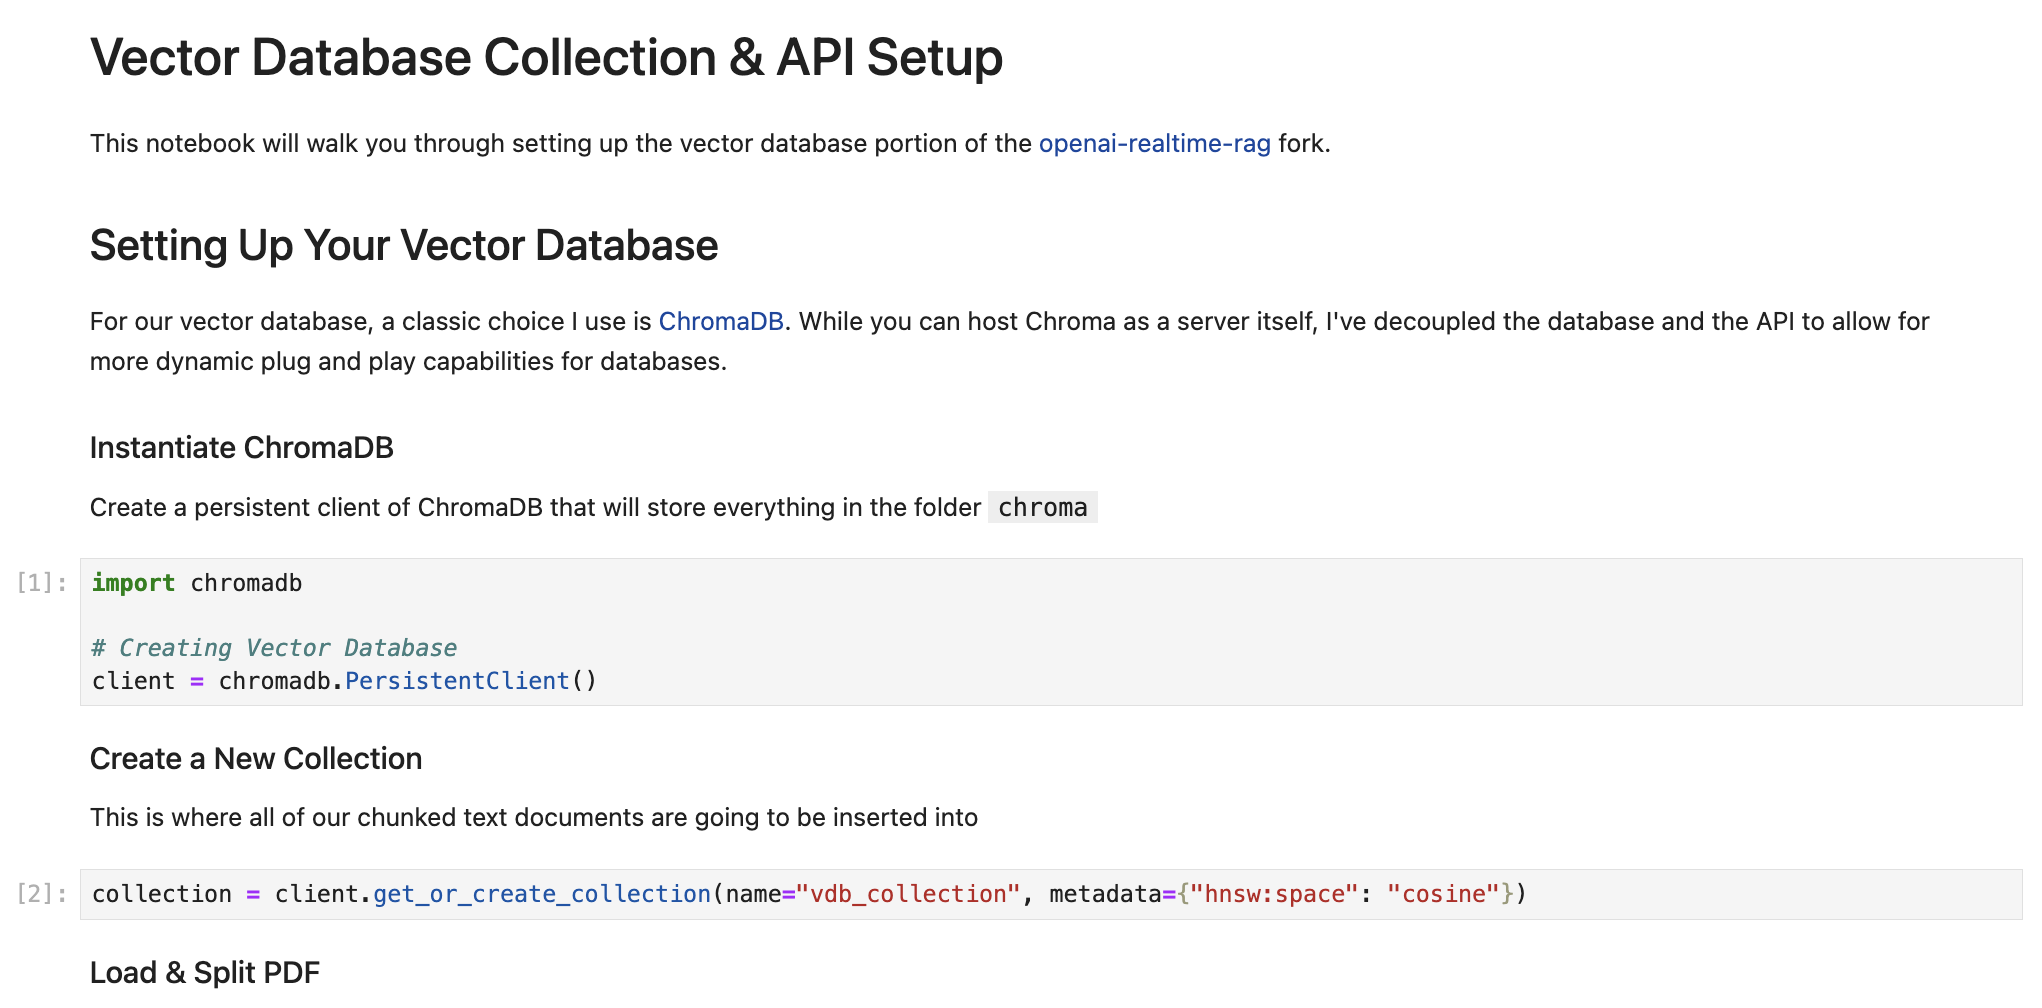 Vector Database Collection & API Setup
This notebook will walk you through setting up the vector database portion of the openai-realtime-rag fork.
Setting Up Your Vector Database
For our vector database, a classic choice I use is ChromaDB. While you can host Chroma as a server itself, I've decoupled the database and the API to allow for
more dynamic plug and play capabilities for databases.
Instantiate ChromaDB
Create a persistent client of ChromaDB that will store everything in the folder chroma
[1]: import chromadb
# Creating Vector Database
client = chromadb.PersistentClient()
Create a New Collection
This is where all of our chunked text documents are going to be inserted into
[2]: collection = client.get_or_create_collection(name="vdb_collection", metadata={"hnsw:space": "cosine"})
Load & Split PDF